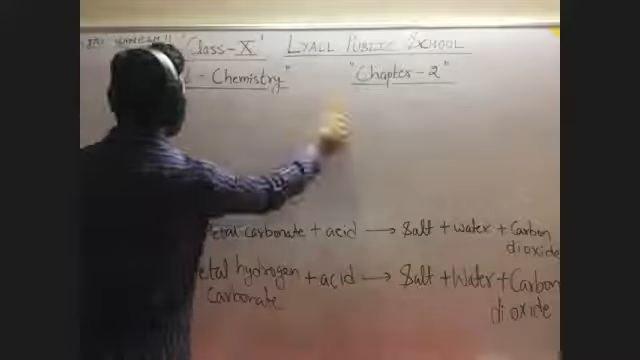 "Class-X" LYALL PUBLIC SCHOOL
- Chemistry" "Chapter-2"
etal carbonate + acid → Salt + water + Carbon
dioxide
etal hydrogen + acid → Salt + Water + Carbon
Carbonate dioxide